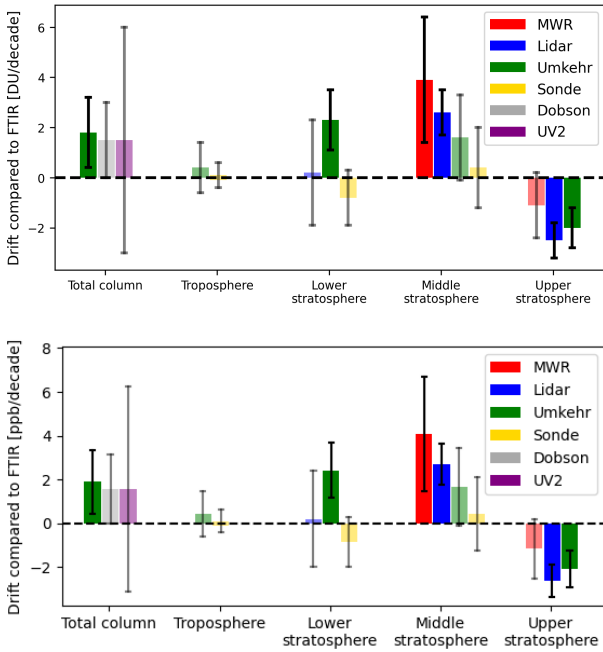 Drift compared to FTIR [DU/decade]
6
4
2
0
−2
MWR
Lidar
Umkehr
Sonde
Dobson
UV2
Total column
Troposphere
Lower
stratosphere
Middle
stratosphere
Upper
stratosphere
Drift compared to FTIR [ppb/decade]
8
6
4
2
0
−2
MWR
Lidar
Umkehr
Sonde
Dobson
UV2
Total column
Troposphere
Lower
stratosphere
Middle
stratosphere
Upper
stratosphere